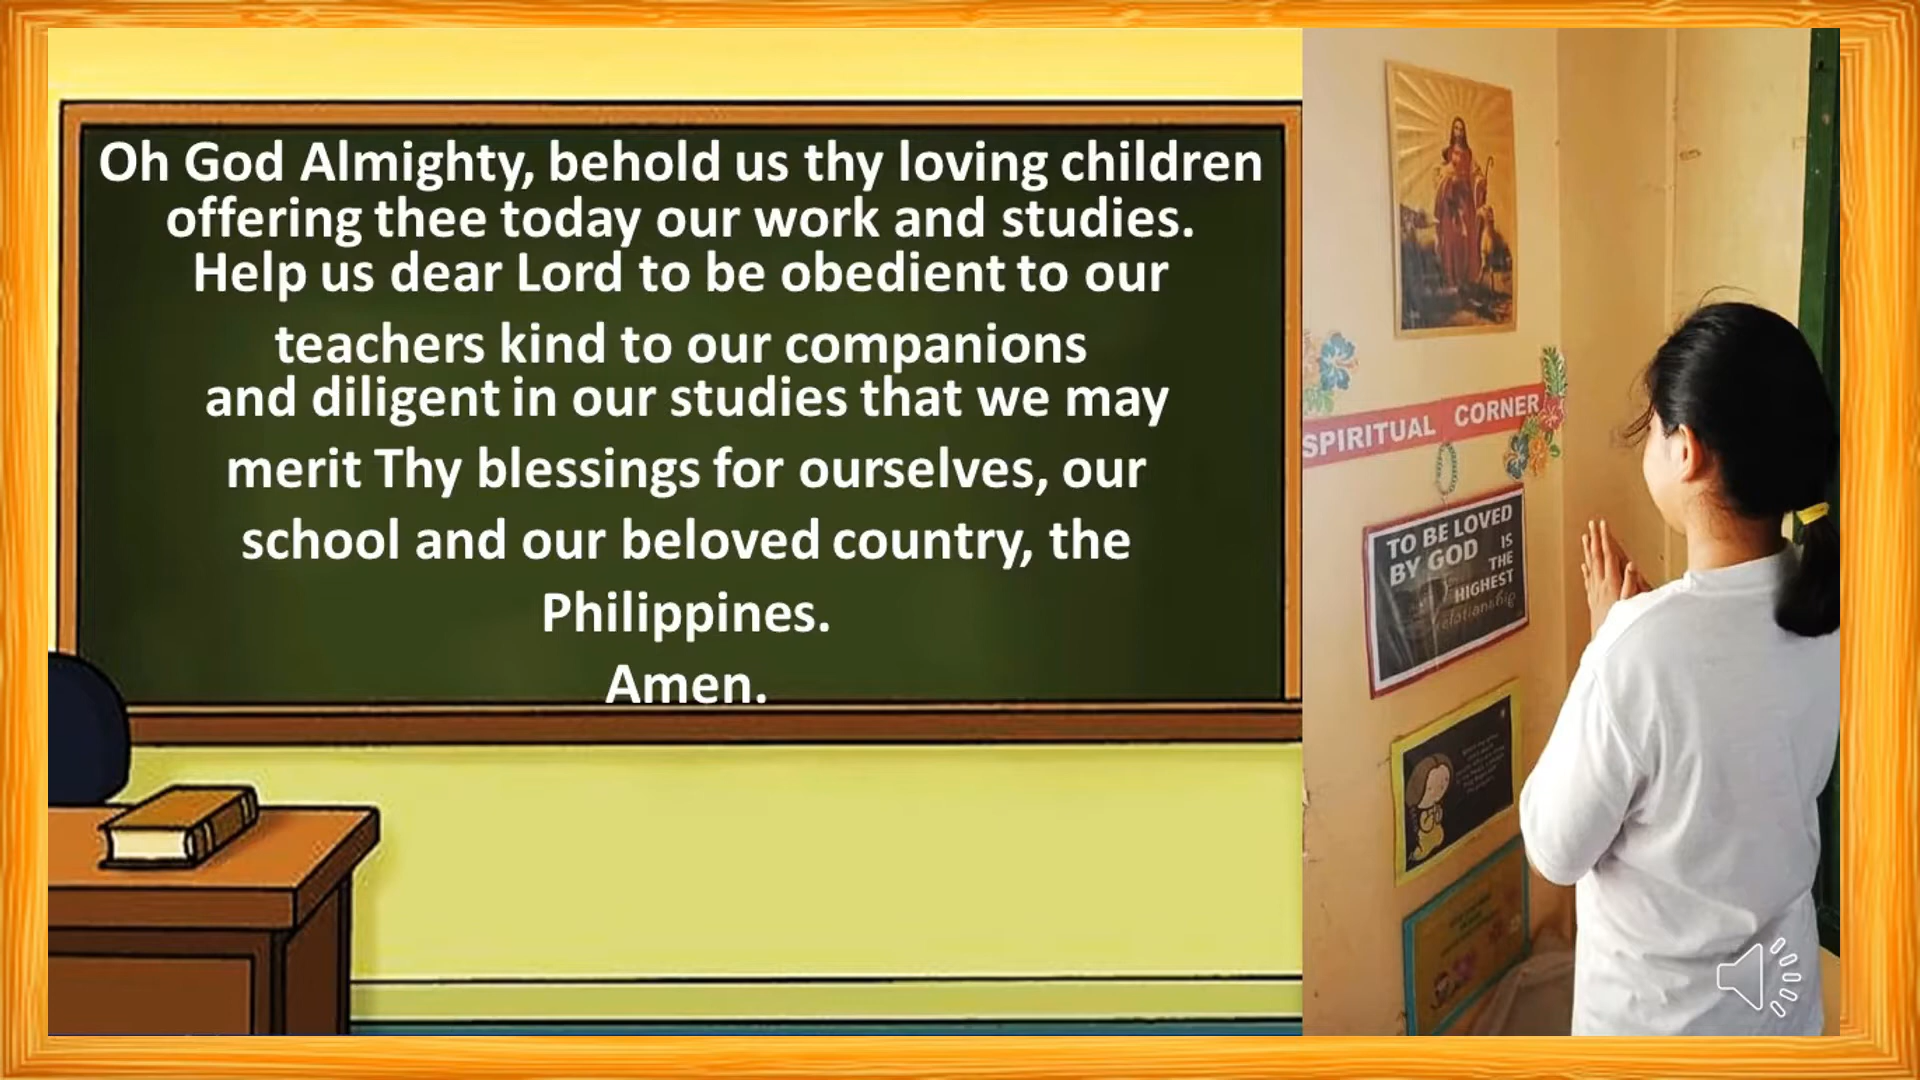 Oh God Almighty, behold us thy loving children
offering thee today our work and studies.
Help us dear Lord to be obedient to our
teachers kind to our companions
and diligent in our studies that we may
merit Thy blessings for ourselves, our
school and our beloved country, the
Philippines.
Amen.
SPIRITUAL CORNER
TO BE LOVED
BY GOD IS
THE
HIGHEST
relationship